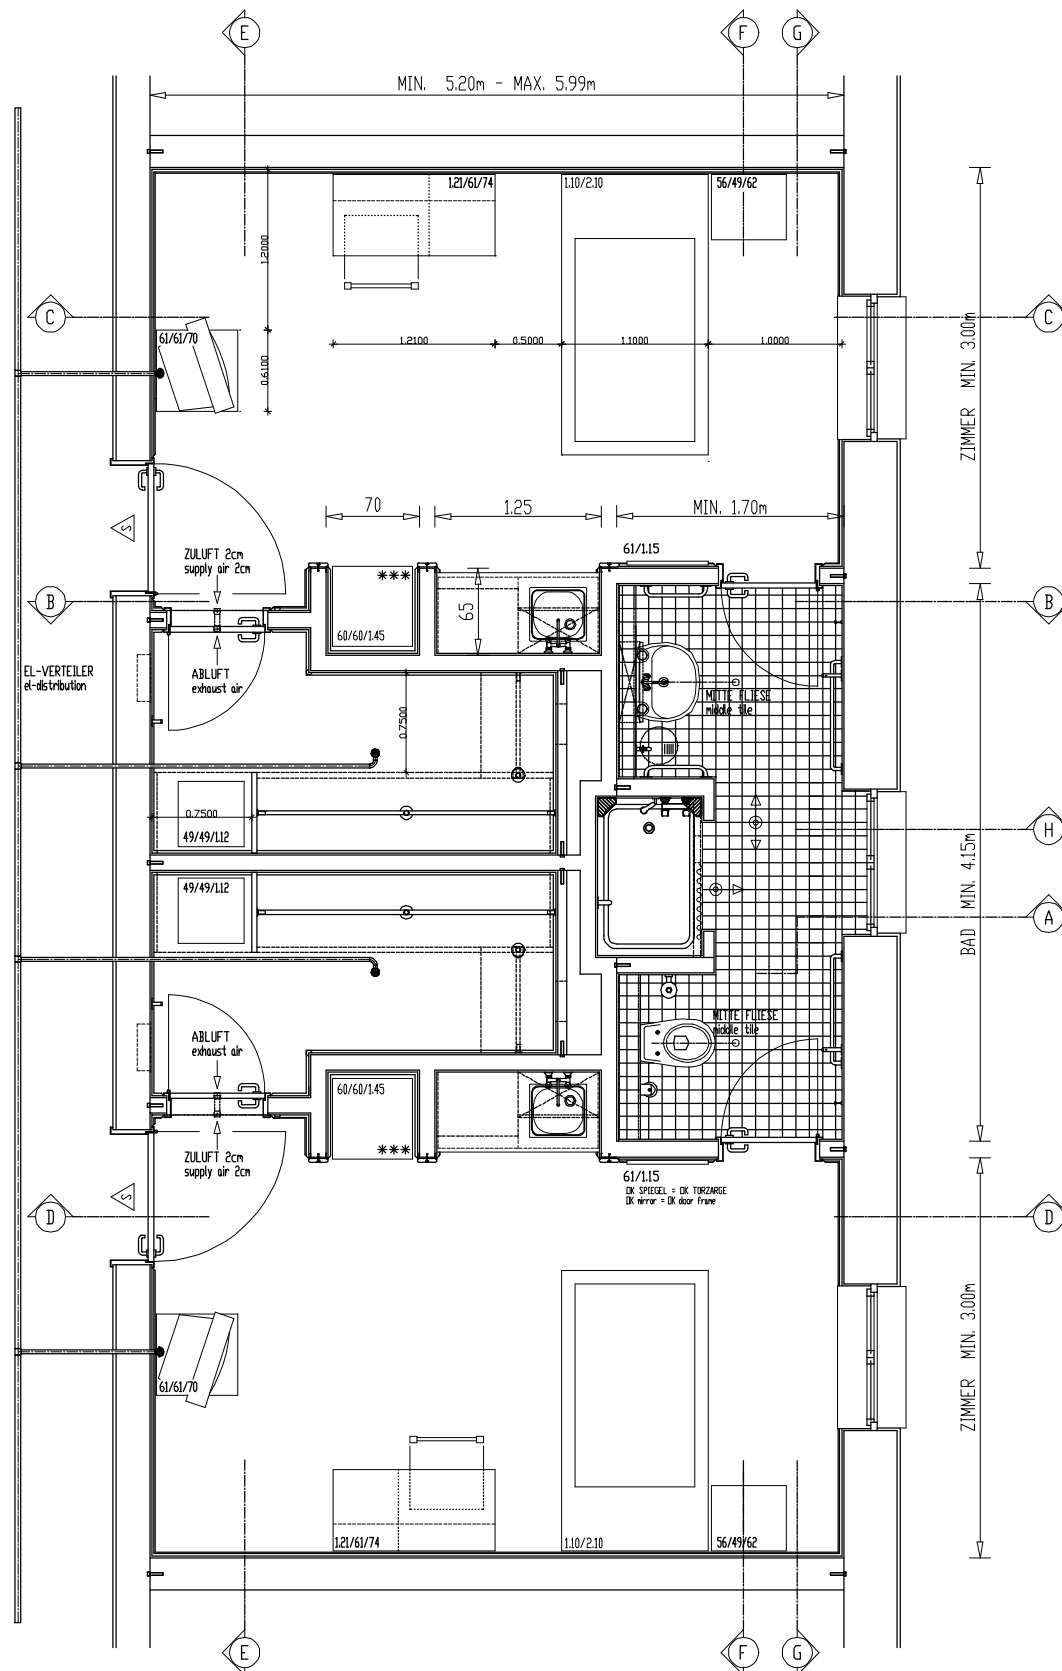 E
F
G
MIN. 5.20m - MAX. 5.99m
1.21/61/74
1.10/2.10
56/49/62
1.2000
C
C
61/61/70
1.2100
0.5000
1.1000
1.0000
0.6100
ZIMMER MIN. 3.00m
70
1.25
MIN. 1.70m
S
ZULUFT 2cm
supply air 2cm
61/1.15
***
B
B
65
60/60/1.45
EL-VERTEILER
el-distribution
ABLUFT
exhaust air
MITTE FLIESE
middle tile
0.7500
0.7500
49/49/1.12
H
BAD MIN. 4.15m
49/49/1.12
A
MITTE FLIESE
middle tile
ABLUFT
exhaust air
60/60/1.45
***
ZULUFT 2cm
supply air 2cm
61/1.15
OK SPIEGEL = OK TORZARGE
OK mirror = OK door frame
S
D
D
ZIMMER MIN. 3.00m
61/61/70
1.21/61/74
1.10/2.10
56/49/62
E
F
G